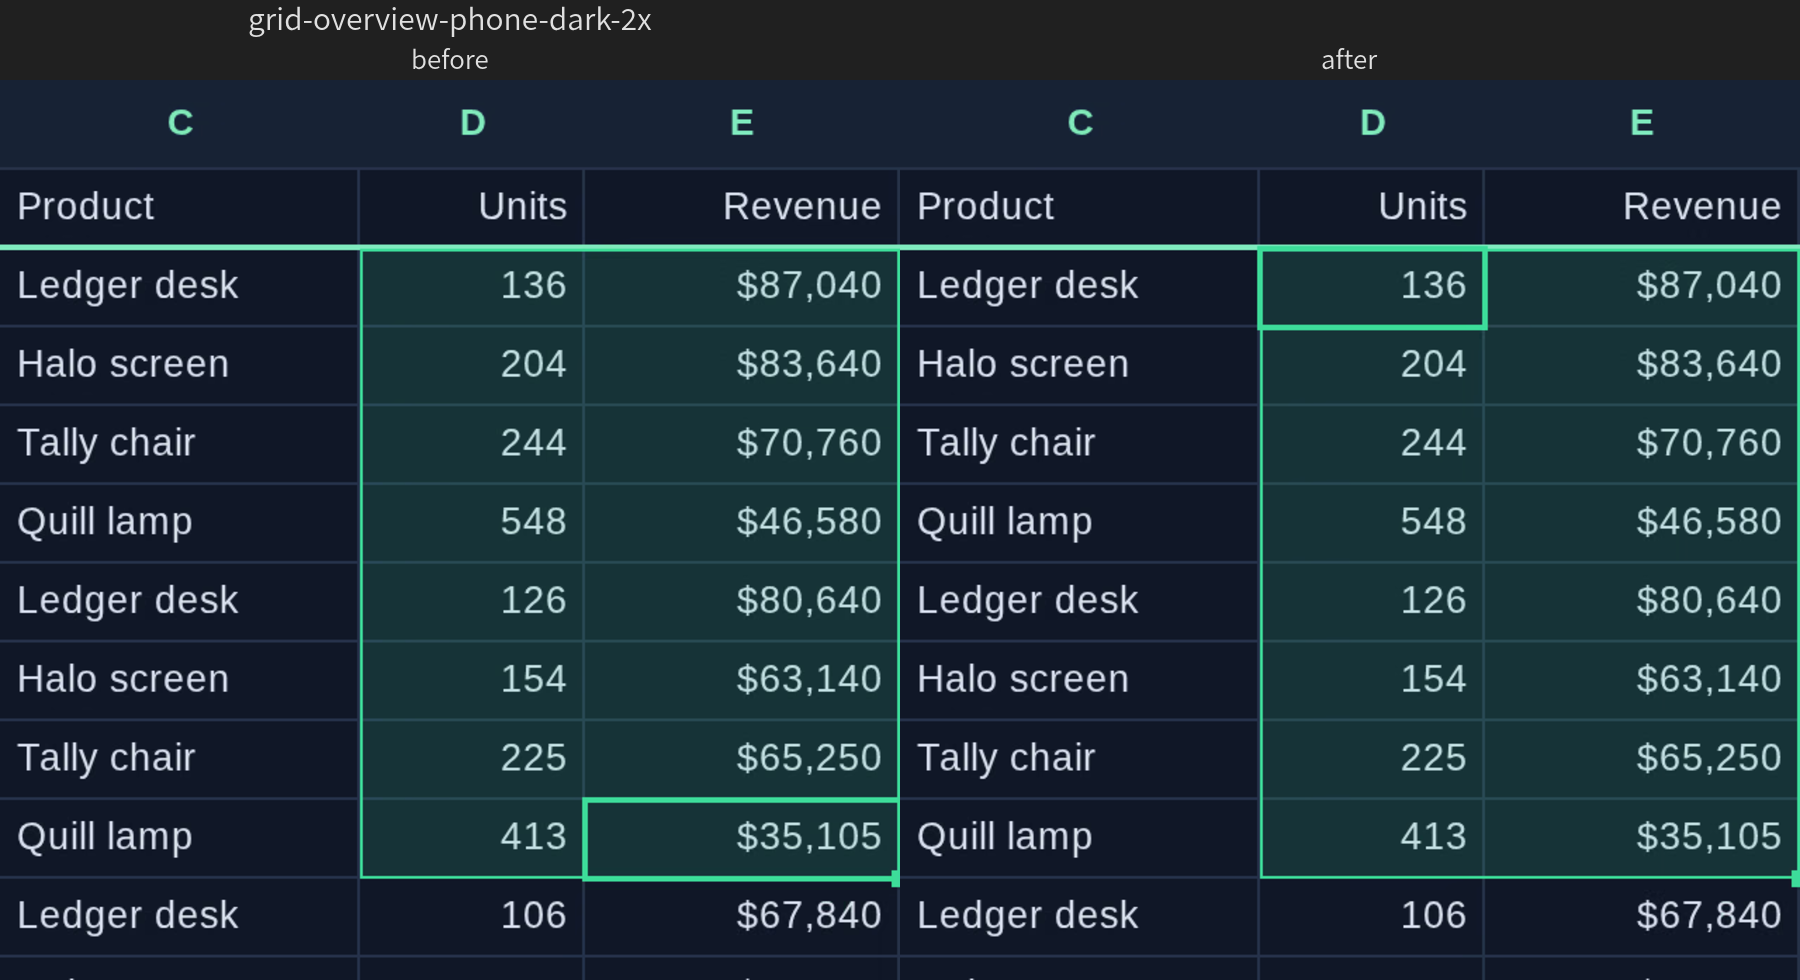 grid-overview-phone-dark-2x
before after
C D E C D E
Product Units Revenue Product Units Revenue
Ledger desk 136 $87,040 Ledger desk 136 $87,040
Halo screen 204 $83,640 Halo screen 204 $83,640
Tally chair 244 $70,760 Tally chair 244 $70,760
Quill lamp 548 $46,580 Quill lamp 548 $46,580
Ledger desk 126 $80,640 Ledger desk 126 $80,640
Halo screen 154 $63,140 Halo screen 154 $63,140
Tally chair 225 $65,250 Tally chair 225 $65,250
Quill lamp 413 $35,105 Quill lamp 413 $35,105
Ledger desk 106 $67,840 Ledger desk 106 $67,840